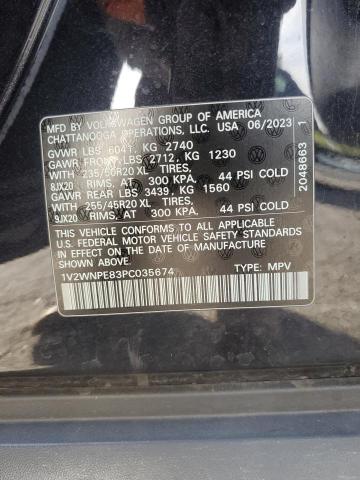 MFD BY VOLKSWAGEN GROUP OF AMERICA
CHATTANOOGA OPERATIONS, LLC. USA 06/2023
GVWR LBS 6041, KG 2740
GAWR FRONT LBS 2712, KG 1230
WITH 235/50R20 XL TIRES,
8JX20 RIMS, AT 300 KPA, 44 PSI COLD
GAWR REAR LBS 3439, KG 1560
WITH 255/45R20 XL TIRES,
9JX20 RIMS, AT 300 KPA, 44 PSI COLD
THIS VEHICLE CONFORMS TO ALL APPLICABLE
FEDERAL MOTOR VEHICLE SAFETY STANDARDS
IN EFFECT ON THE DATE OF
MANUFACTURE SHOWN ABOVE
1V2WNPE83PC035674 TYPE: MPV
2048663 1